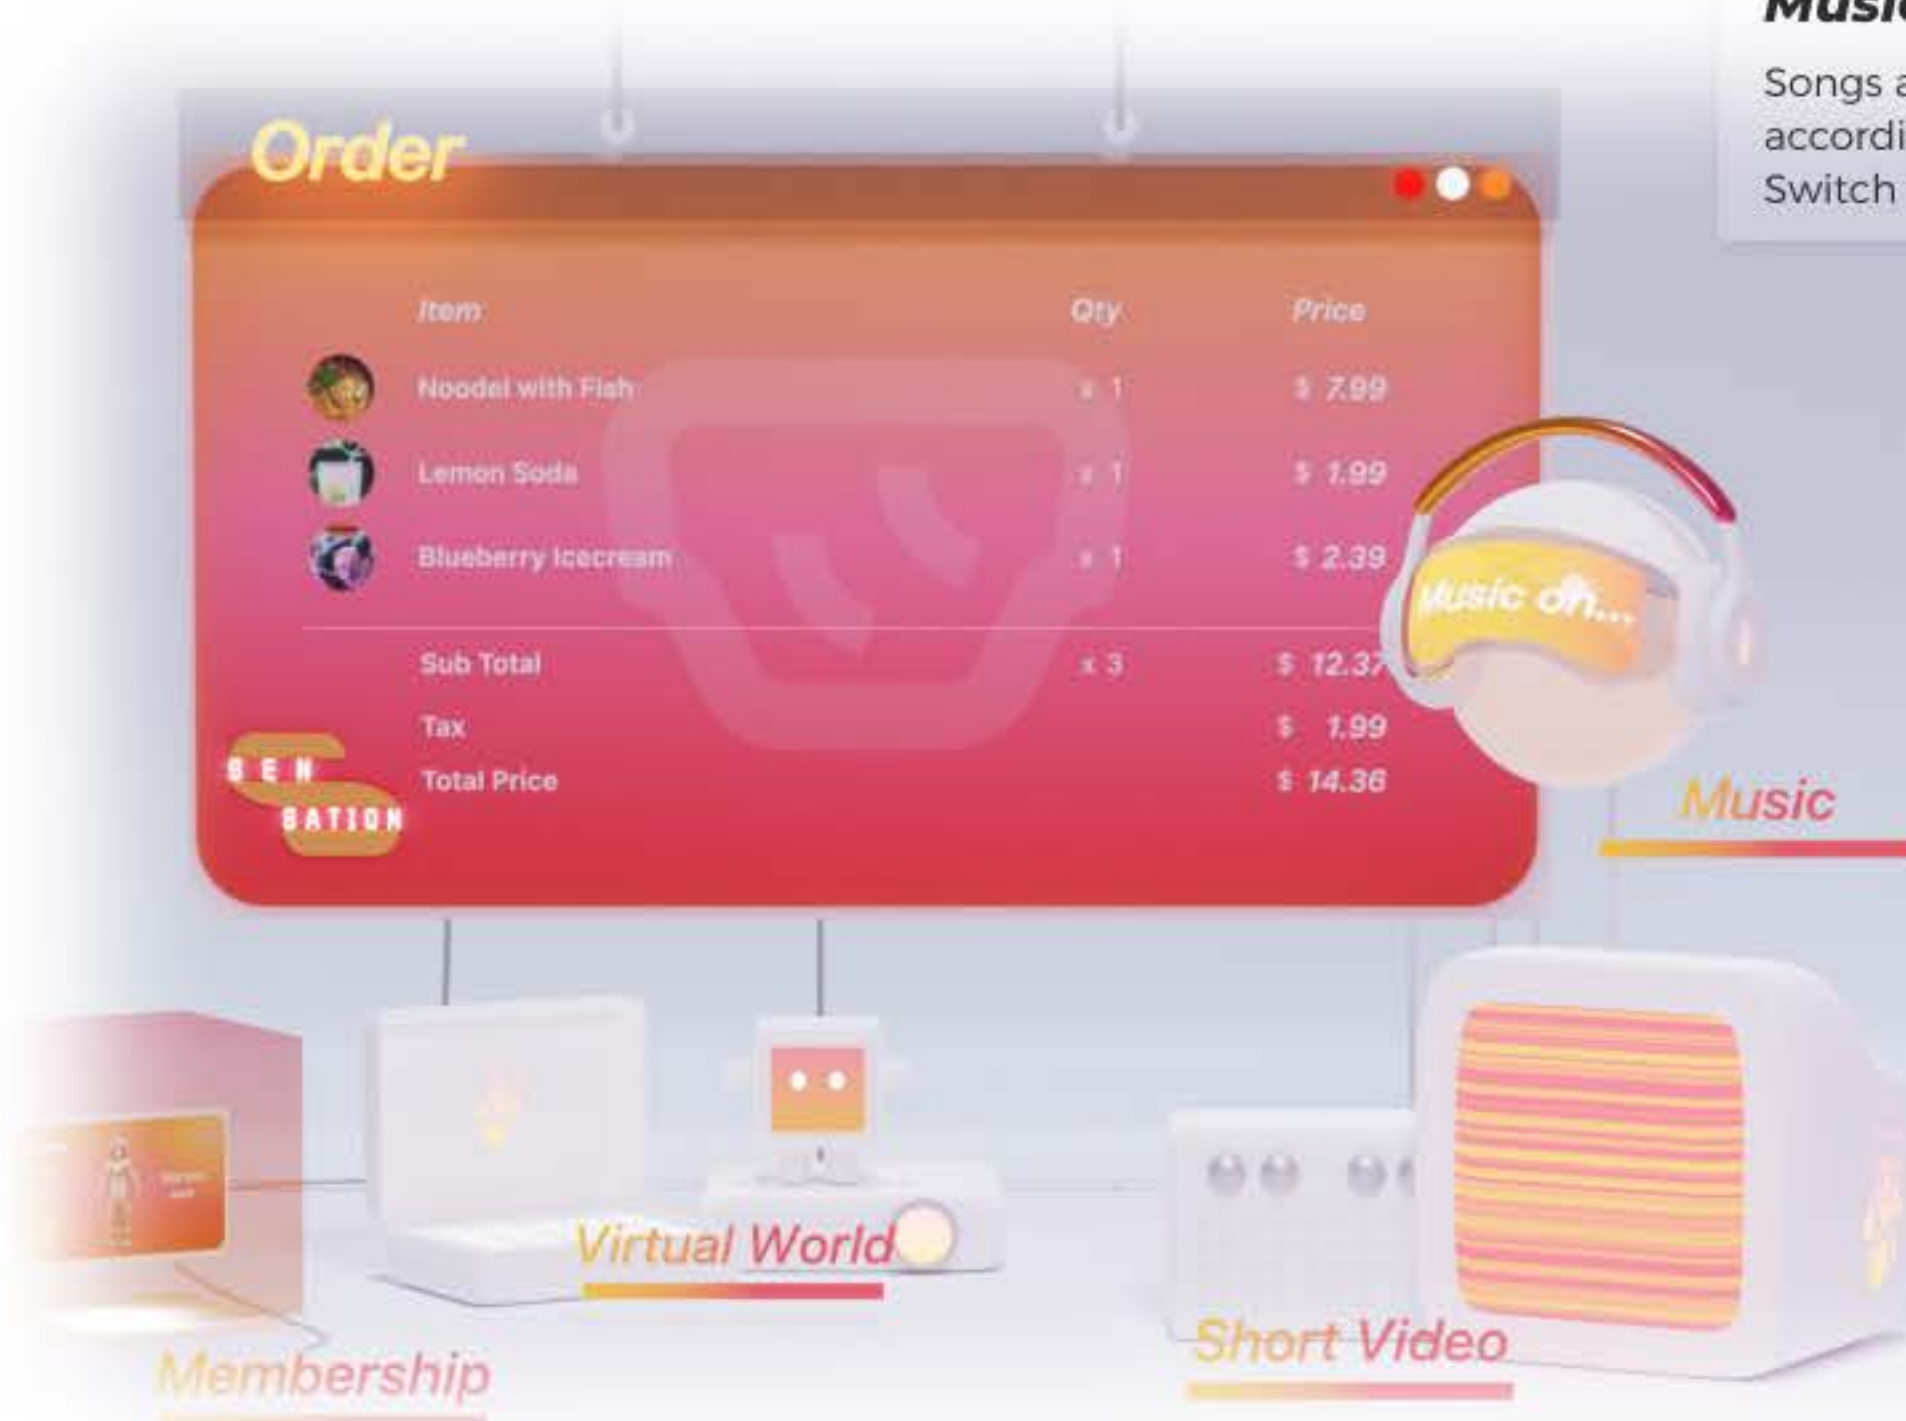 Order
Item Qty Price
Noodel with Fish x 1 $ 7.99
Lemon Soda x 1 $ 1.99
Blueberry Icecream x 1 $ 2.39
Sub Total x 3 $ 12.37
Tax $ 1.99
Total Price $ 14.36
SEN
SATION
Music on...
Music
Songs
Switch
Music
Virtual World
Short Video
Membership